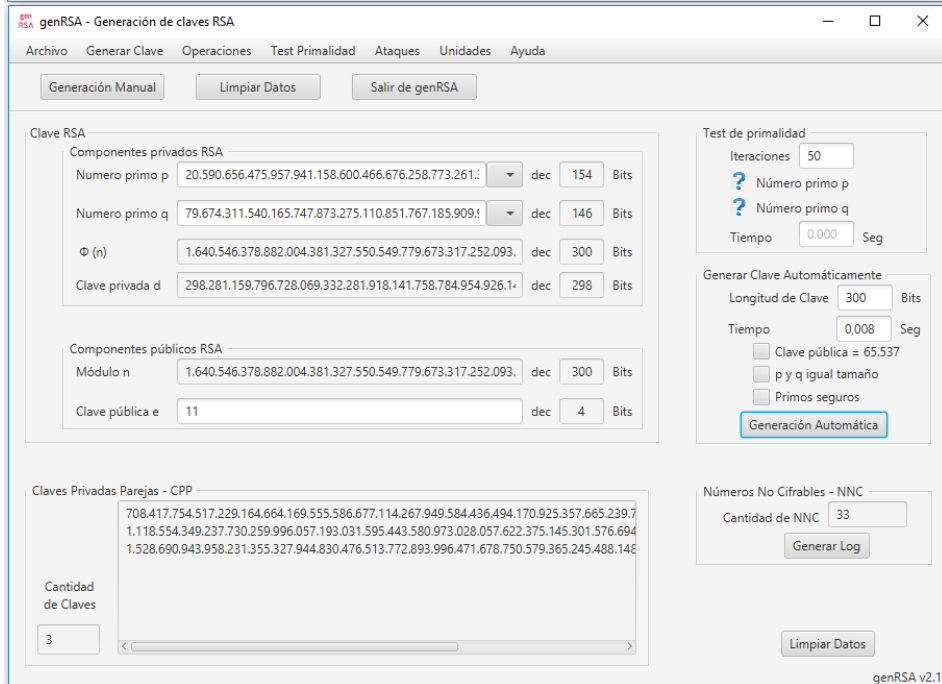 gen RSA genRSA - Generación de claves RSA
Archivo Generar Clave Operaciones Test Primalidad Ataques Unidades Ayuda
Generación Manual Limpiar Datos Salir de genRSA
Clave RSA
Componentes privados RSA
Numero primo p 20.590.656.475.957.941.158.600.466.676.258.773.261. dec 154 Bits
Numero primo q 79.674.311.540.165.747.873.275.110.851.767.185.909. dec 146 Bits
Φ (n) 1.640.546.378.882.004.381.327.550.549.779.673.317.252.093. dec 300 Bits
Clave privada d 298.281.159.796.728.069.332.281.918.141.758.784.954.926.1 dec 298 Bits
Componentes públicos RSA
Módulo n 1.640.546.378.882.004.381.327.550.549.779.673.317.252.093. dec 300 Bits
Clave pública e 11 dec 4 Bits
Test de primalidad
Iteraciones 50
? Número primo p
? Número primo q
Tiempo 0.000 Seg
Generar Clave Automáticamente
Longitud de Clave 300 Bits
Tiempo 0,008 Seg
Clave pública = 65.537
p y q igual tamaño
Primos seguros
Generación Automática
Claves Privadas Parejas - CPP
708.417.754.517.229.164.664.169.555.586.677.114.267.949.584.436.494.170.925.357.665.239.7
1.118.554.349.237.730.259.996.057.193.031.595.443.580.973.028.057.622.375.145.301.576.694
1.528.690.943.958.231.355.327.944.830.476.513.772.893.996.471.678.750.579.365.245.488.148
Cantidad
de Claves
3
Números No Cifrables - NNC
Cantidad de NNC 33
Generar Log
Limpiar Datos
genRSA v2.1